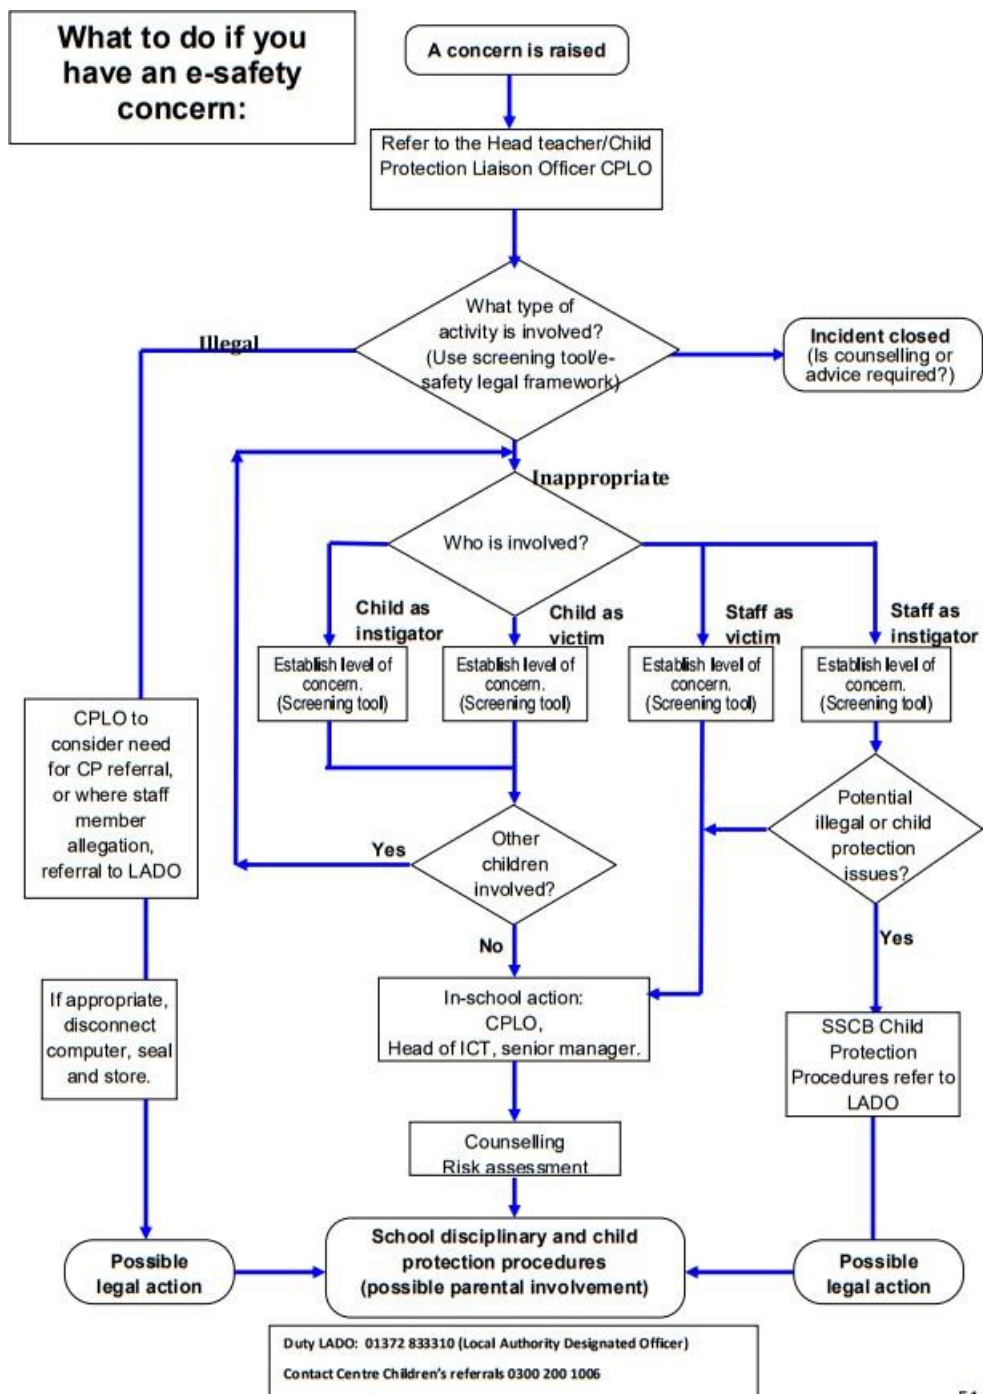 What to do if you
have an e-safety
concern:
A concern is raised
Refer to the Head teacher/Child
Protection Liaison Officer CPLO
What type of
activity is involved?
(Use screening tool/e-
safety legal framework)
Illegal
Incident closed
(Is counselling or
advice required?)
Inappropriate
Who is involved?
Child as
instigator
Child as
victim
Staff as
victim
Staff as
instigator
Establish level of
concern.
(Screening tool)
Establish level of
concern.
(Screening tool)
Establish level of
concern.
(Screening tool)
Establish level of
concern.
(Screening tool)
CPLO to
consider need
for CP referral,
or where staff
member
allegation,
referral to LADO
Yes
Other
children
involved?
Potential
illegal or child
protection
issues?
No
Yes
If appropriate,
disconnect
computer, seal
and store.
In-school action:
CPLO,
Head of ICT, senior manager.
SSCB Child
Protection
Procedures refer to
LADO
Counselling
Risk assessment
Possible
legal action
School disciplinary and child
protection procedures
(possible parental involvement)
Possible
legal action
Duty LADO: 01372 833310 (Local Authority Designated Officer)
Contact Centre Children's referrals 0300 200 1006